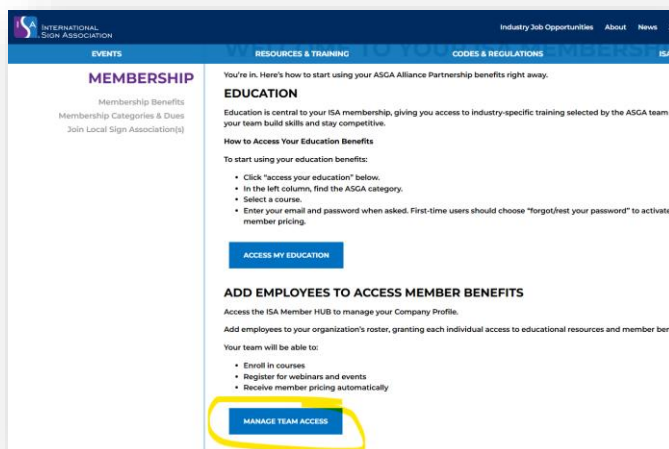 ISA INTERNATIONAL
SIGN ASSOCIATION
Industry Job Opportunities About News
EVENTS RESOURCES & TRAINING CODES & REGULATIONS ISA
MEMBERSHIP
Membership Benefits
Membership Categories & Dues
Join Local Sign Association(s)
You're in. Here's how to start using your ASGA Alliance Partnership benefits right away.
EDUCATION
Education is central to your ISA membership, giving you access to industry-specific training selected by the ASGA team
your team build skills and stay competitive.
How to Access Your Education Benefits
To start using your education benefits:
• Click "access your education" below.
• In the left column, find the ASGA category.
• Select a course.
• Enter your email and password when asked. First-time users should choose "forgot/rest your password" to activate
member pricing.
ACCESS MY EDUCATION
ADD EMPLOYEES TO ACCESS MEMBER BENEFITS
Access the ISA Member HUB to manage your Company Profile.
Add employees to your organization's roster, granting each individual access to educational resources and member ben
Your team will be able to:
• Enroll in courses
• Register for webinars and events
• Receive member pricing automatically
MANAGE TEAM ACCESS